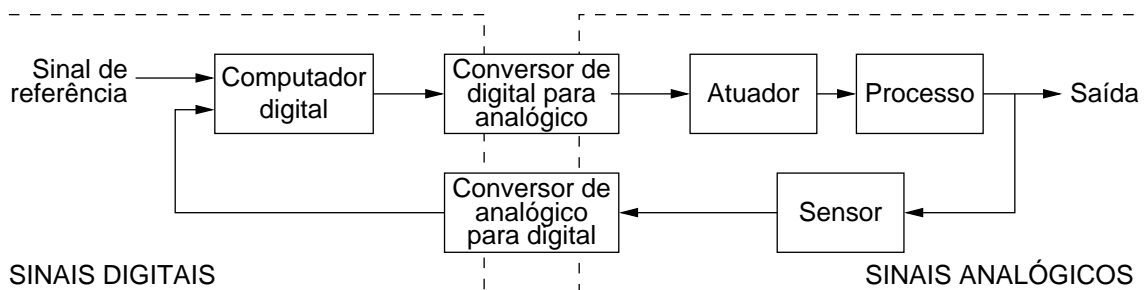 Sinal de
referência
Computador
digital
Conversor de
digital para
analógico
Atuador
Processo
Saída
Conversor de
analógico
para digital
Sensor
SINAIS DIGITAIS
SINAIS ANALÓGICOS